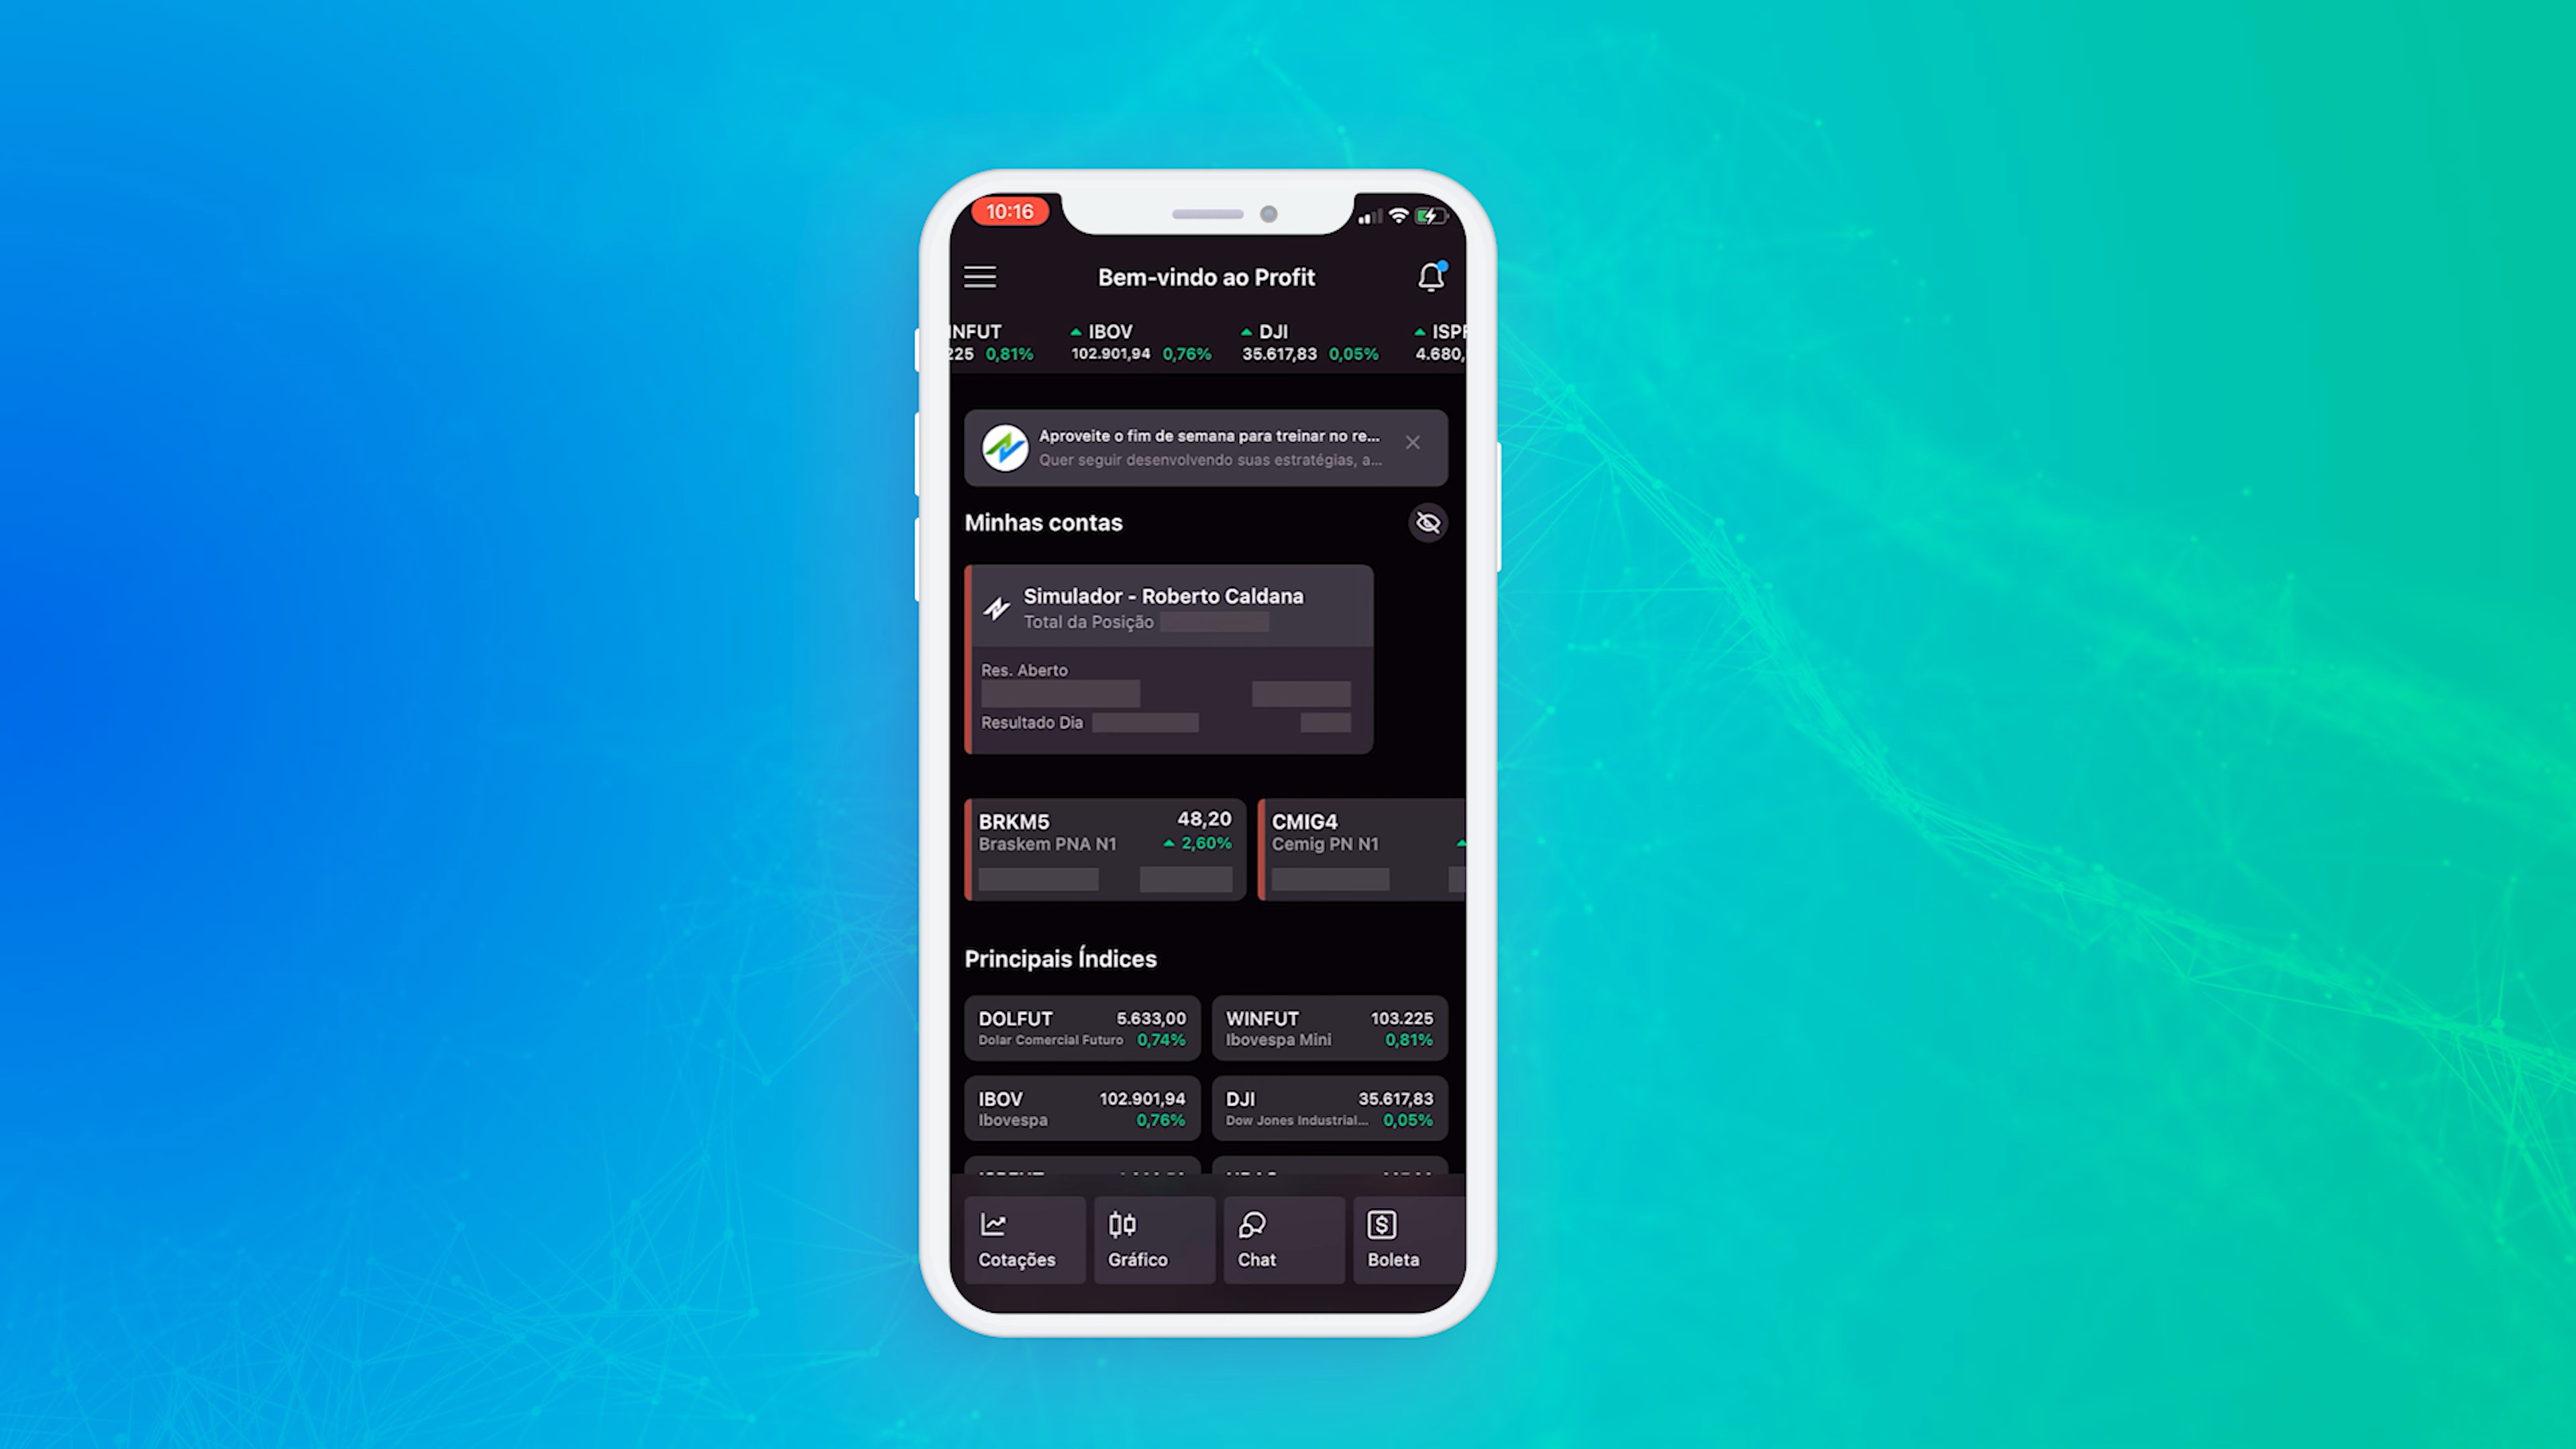 10:16
Bem-vindo ao Profit
INFUT IBOV DJI
225 0,81% 102.901,94 0,76% 35.617,83 0,05% 4.680,
Aproveite o fim de semana para treinar no re...
Quer seguir desenvolvendo suas estratégias, a...
Minhas contas
Simulador - Roberto Caldana
Total da Posição
Res. Aberto
Resultado Dia
BRKM5 48,20
Braskem PNA N1 2,60%
CMIG4
Cemig PN N1
Principais Índices
DOLFUT 5.633,00
Dolar Comercial Futuro 0,74%
WINFUT 103.225
Ibovespa Mini 0,81%
IBOV 102.901,94
Ibovespa 0,76%
DJI 35.617,83
Dow Jones Industrial... 0,05%
Cotações
Gráfico
Chat
Boleta